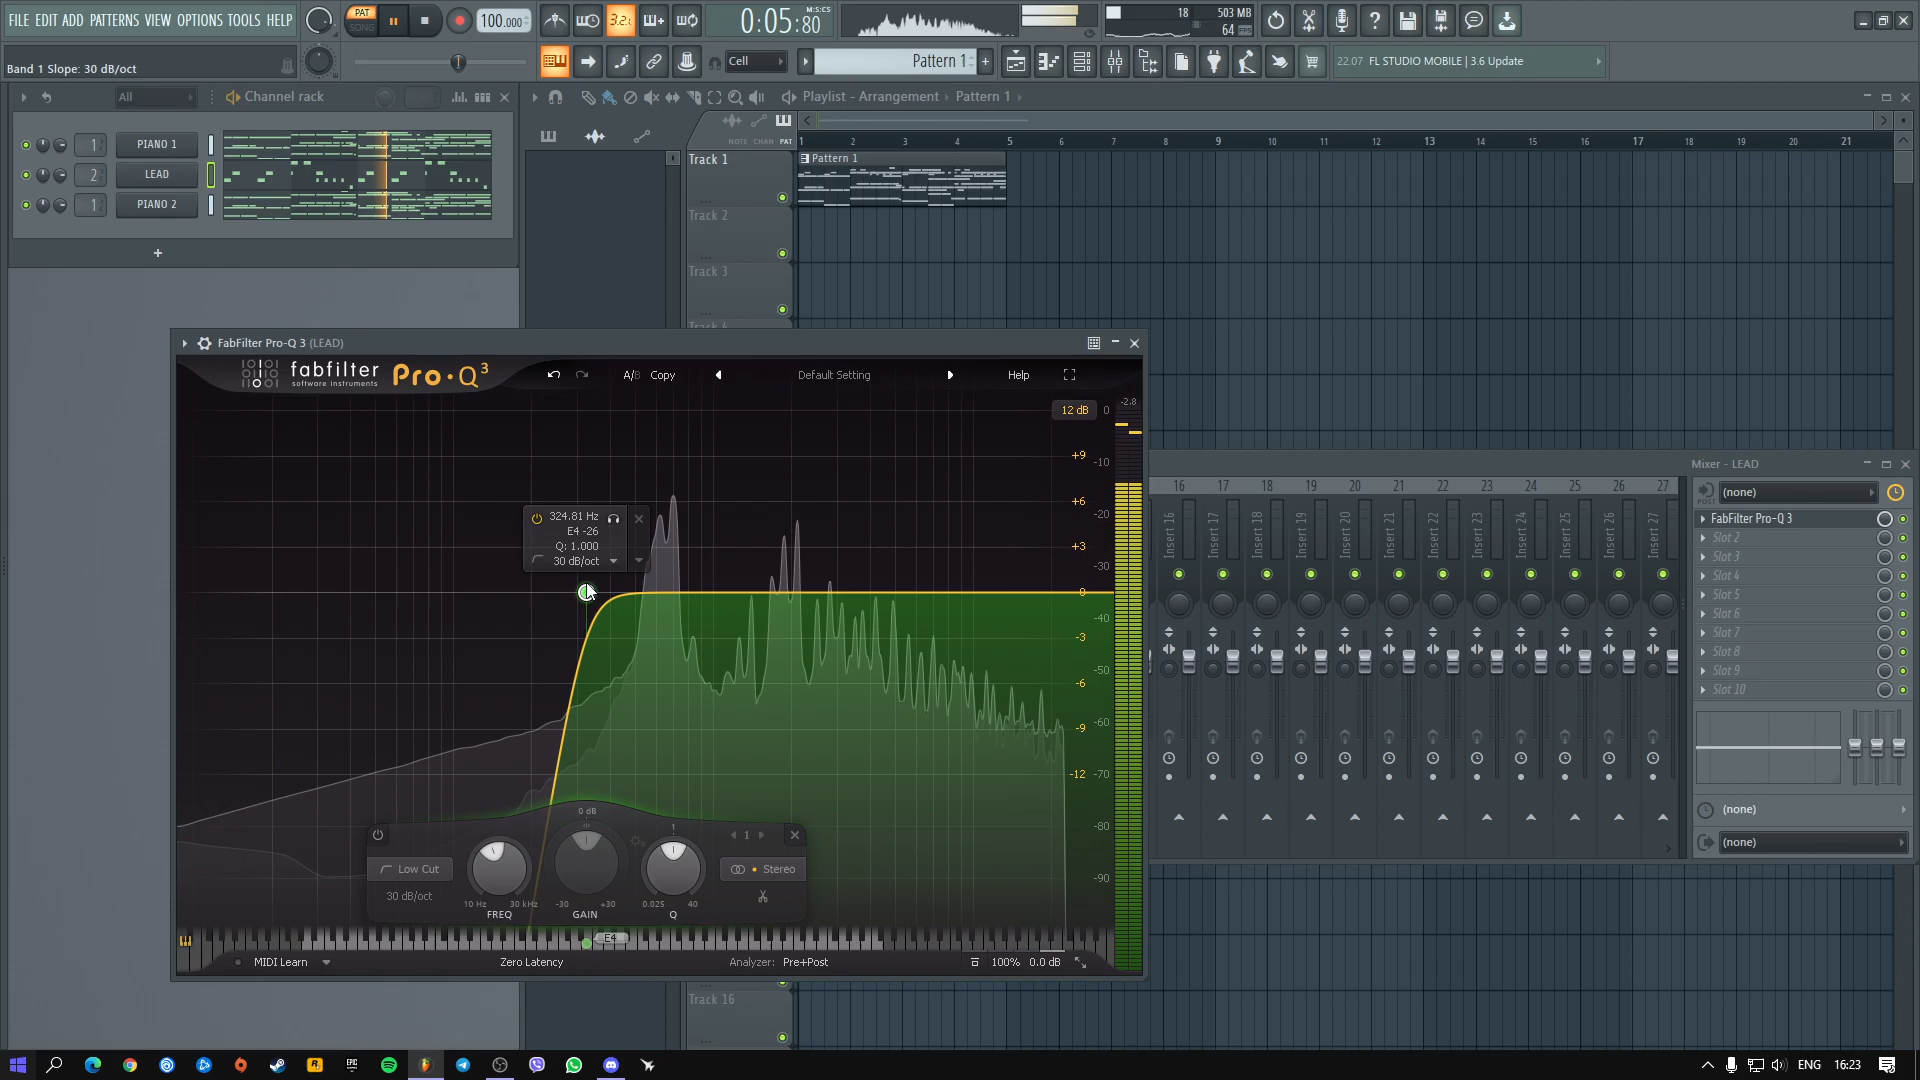 FILE EDIT ADD PATTERNS VIEW OPTIONS TOOLS HELP
PAT
SONG
100.000
3.2.
0:05:80
M:S:CS
18
503 MB
64
Band 1 Slope: 30 dB/oct
Cell
Pattern 1
22.07 FL STUDIO MOBILE | 3.6 Update
All
Channel rack
Playlist - Arrangement
Pattern 1
1 PIANO 1
2 LEAD
1 PIANO 2
NOTE CHAN PAT
1 2 3 4 5 6 7 8 9 10 11 12 13 14 15 16 17 18 19 20 21
Track 1
Pattern 1
Track 2
Track 3
Track 4
FabFilter Pro-Q 3 (LEAD)
fabfilter
software instruments
Pro·Q3
A/B
Copy
Default Setting
Help
12 dB
0
-2.8
+9
-10
+6
-20
+3
-30
0
-40
-3
-50
-6
-60
-9
-12
-70
-80
-90
324.81 Hz
E4 -26
Q: 1.000
30 dB/oct
0 dB
1
1
Low Cut
30 dB/oct
Stereo
10 Hz 30 kHz
-30 +30
0.025 40
FREQ
GAIN
Q
E4
MIDI Learn
Zero Latency
Analyzer: Pre+Post
100%
0.0 dB
Mixer - LEAD
16 17 18 19 20 21 22 23 24 25 26 27
Insert 16
Insert 17
Insert 18
Insert 19
Insert 20
Insert 21
Insert 22
Insert 23
Insert 24
Insert 25
Insert 26
Insert 27
POST
(none)
FabFilter Pro-Q 3
Slot 2
Slot 3
Slot 4
Slot 5
Slot 6
Slot 7
Slot 8
Slot 9
Slot 10
(none)
(none)
Track 16
EPIC
ENG
16:23